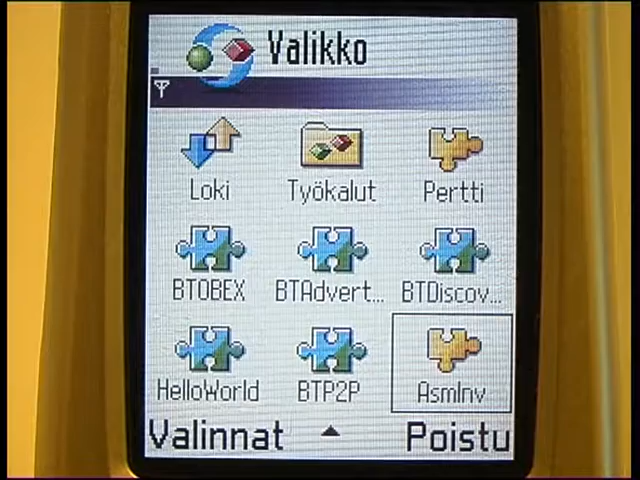 Valikko
Loki Työkalut Pertti
BTOBEX BTAdvert... BTDiscov...
HelloWorld BTP2P AsmInv
Valinnat Poistu